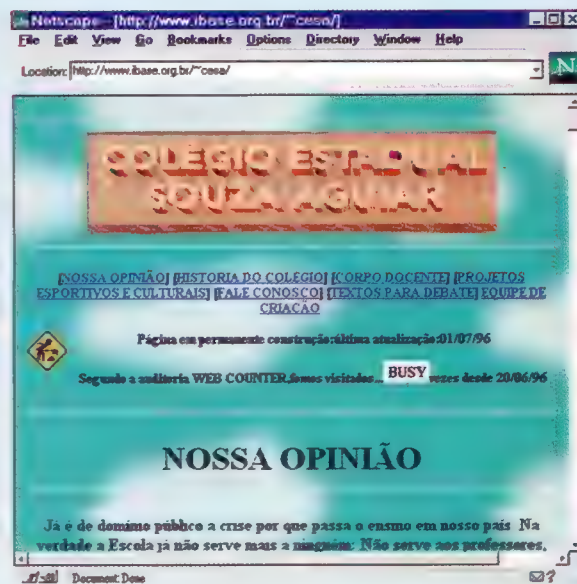 Netscape - [http://www.ibase.org.br/~cesa/]
File Edit View Go Bookmarks Options Directory Window Help
Location: http://www.ibase.org.br/~cesa/
N
COLEGIO ESTADUAL
SOUZA AGUIAR
[NOSSA OPINIÃO] [HISTORIA DO COLÉGIO] [CORPO DOCENTE] [PROJETOS
ESPORTIVOS E CULTURAIS] [FALE CONOSCO] [TEXTOS PARA DEBATE] EQUIPE DE
CRIAÇÃO
Página em permanente construção:última atualização:01/07/96
Segundo a auditoria WEB COUNTER,fomos visitados... BUSY vezes desde 20/06/96
NOSSA OPINIÃO
Já é de domínio público a crise por que passa o ensino em nosso país. Na
verdade a Escola já não serve mais a ninguém: Não serve aos professores,
Document: Done